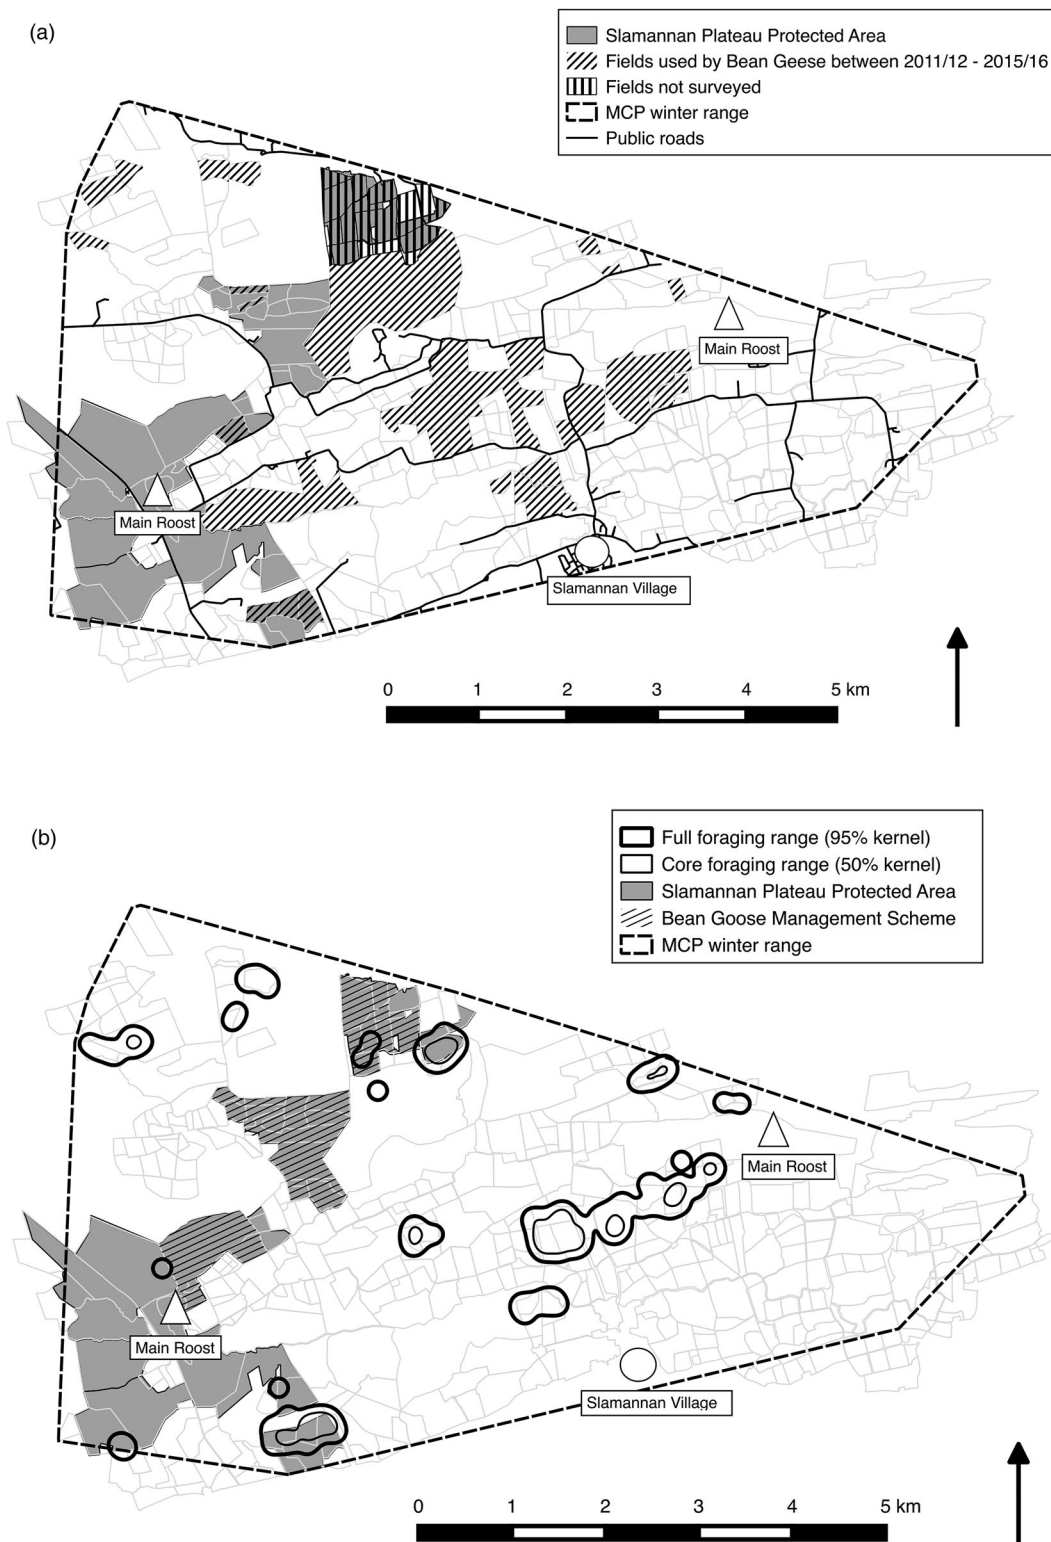 (a)
Slamannan Plateau Protected Area
Fields used by Bean Geese between 2011/12 - 2015/16
Fields not surveyed
MCP winter range
Public roads
Main Roost
Main Roost
Slamannan Village
0 1 2 3 4 5 km
(b)
Full foraging range (95% kernel)
Core foraging range (50% kernel)
Slamannan Plateau Protected Area
Bean Goose Management Scheme
MCP winter range
Main Roost
Main Roost
Slamannan Village
0 1 2 3 4 5 km